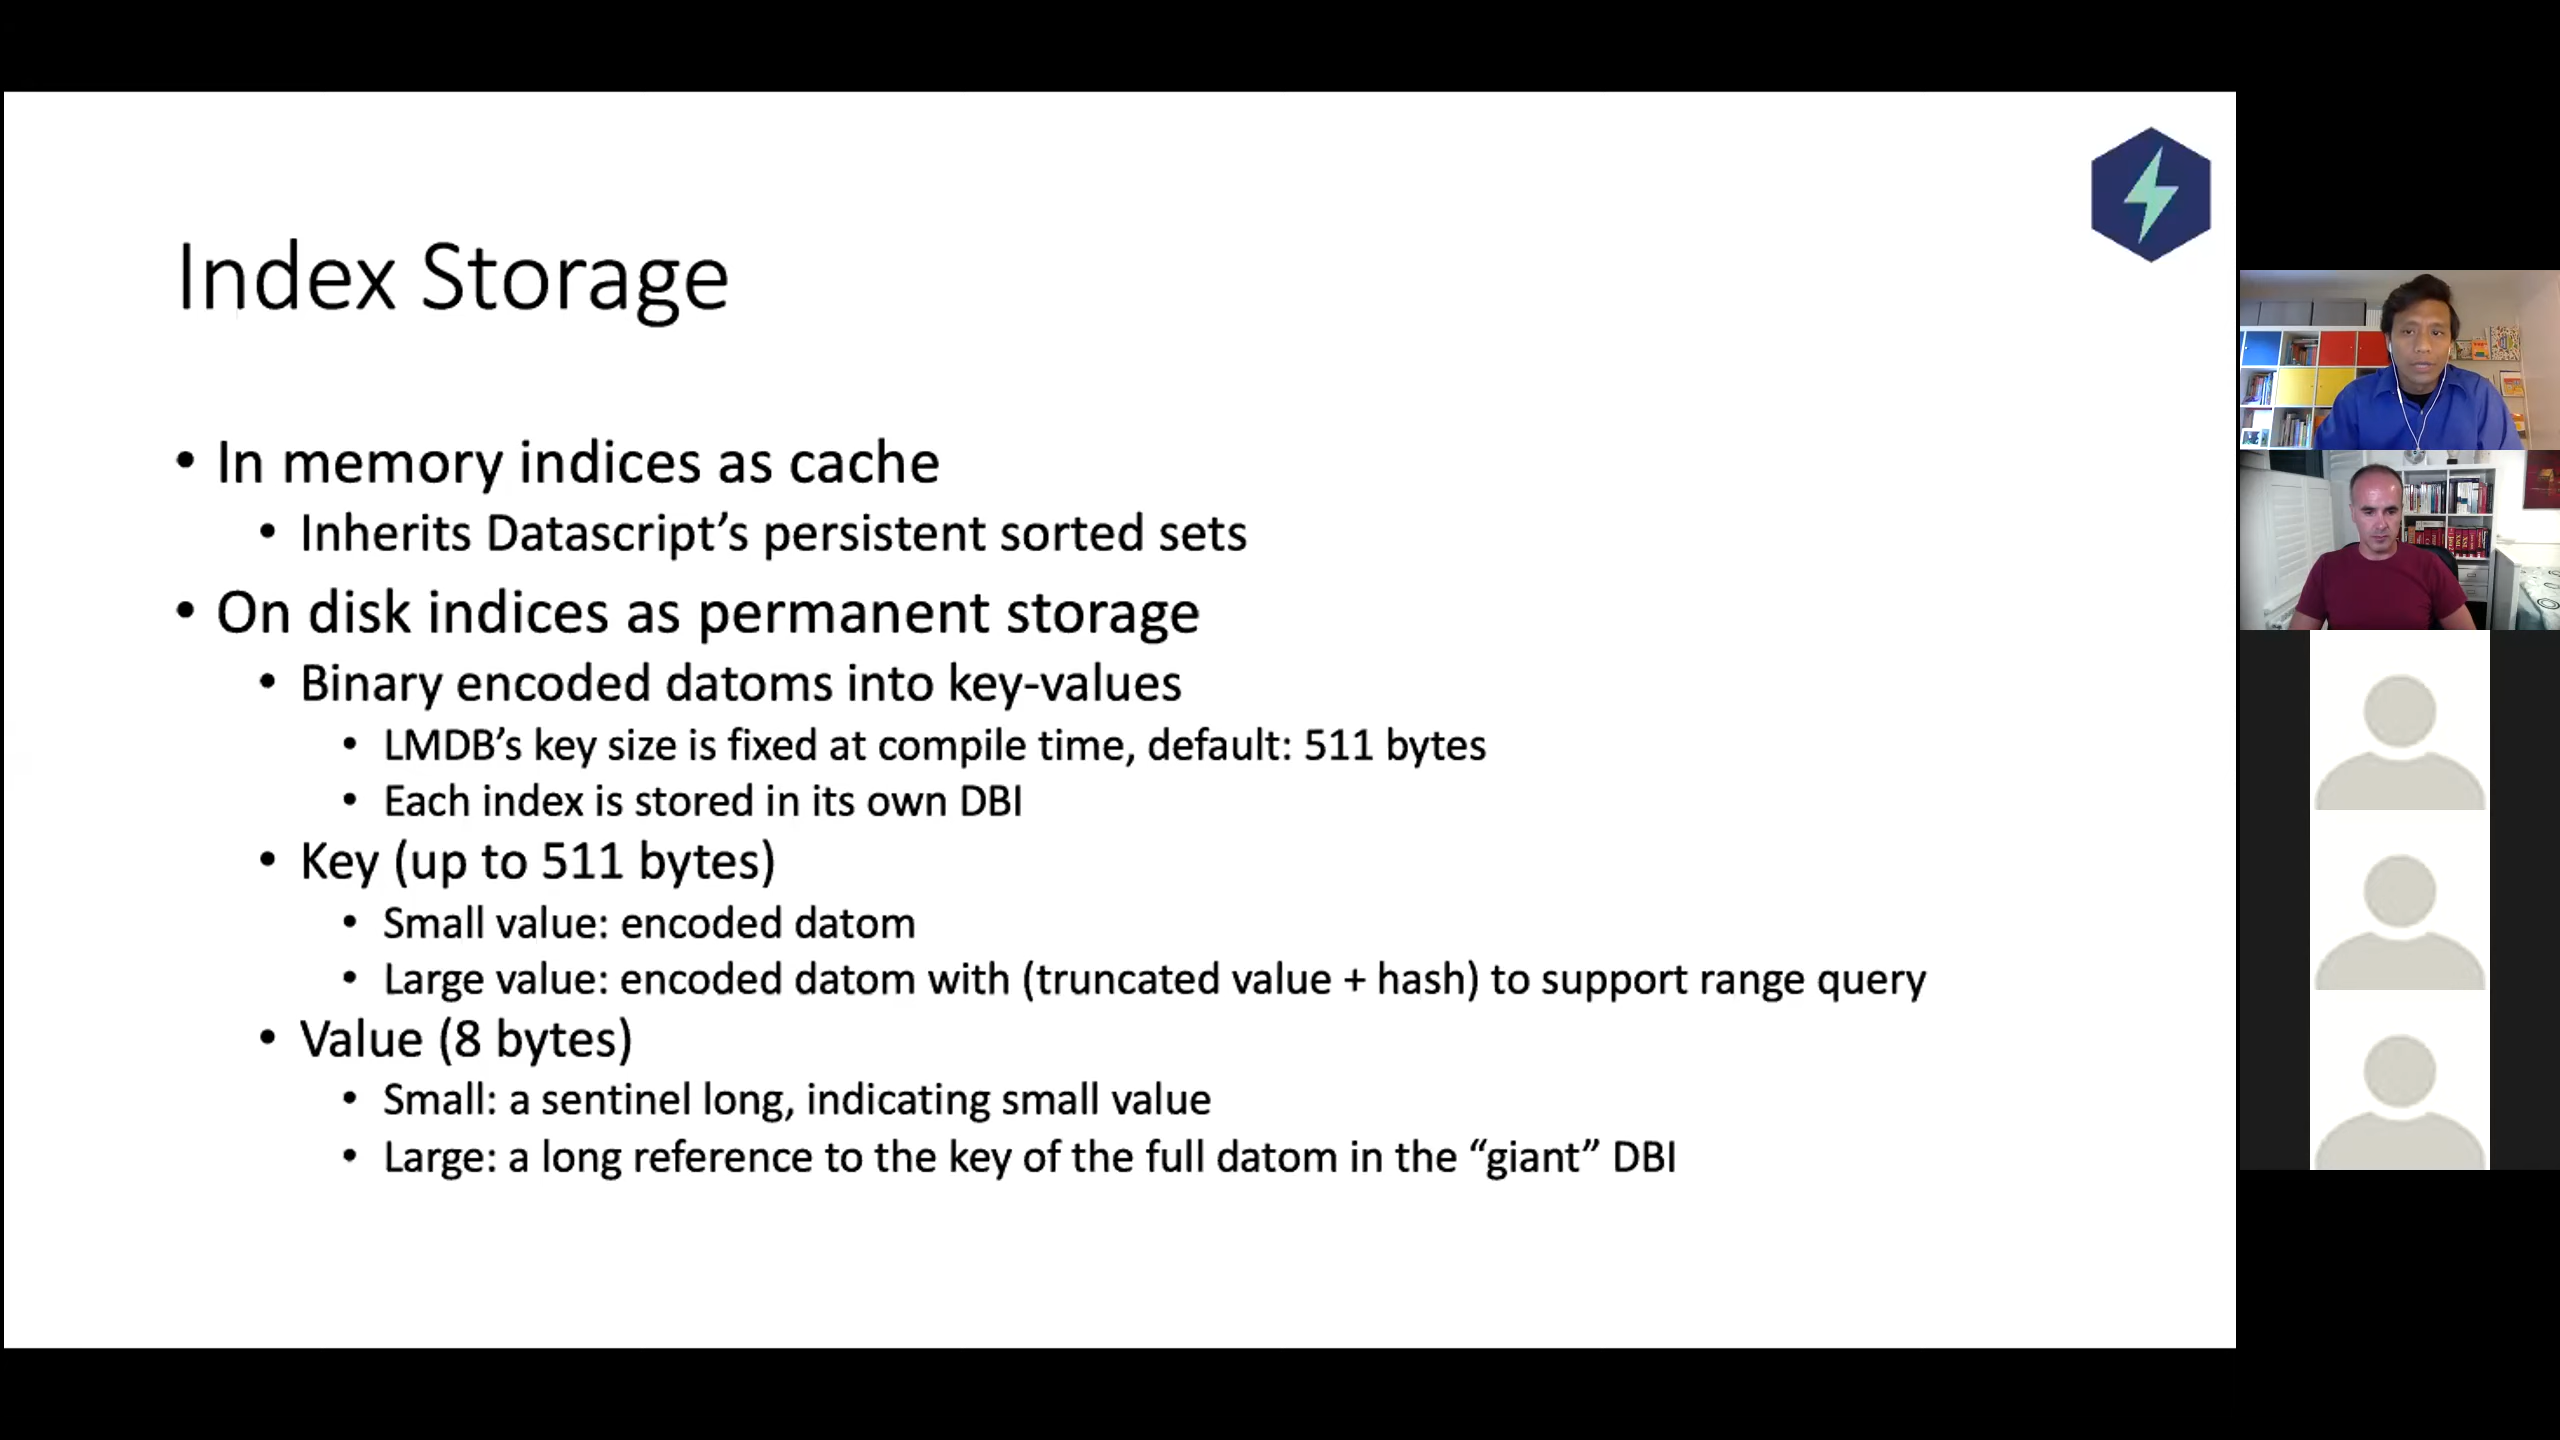 Index Storage
• In memory indices as cache
• Inherits Datascript’s persistent sorted sets
• On disk indices as permanent storage
• Binary encoded datoms into key-values
• LMDB’s key size is fixed at compile time, default: 511 bytes
• Each index is stored in its own DBI
• Key (up to 511 bytes)
• Small value: encoded datom
• Large value: encoded datom with (truncated value + hash) to support range query
• Value (8 bytes)
• Small: a sentinel long, indicating small value
• Large: a long reference to the key of the full datom in the “giant” DBI